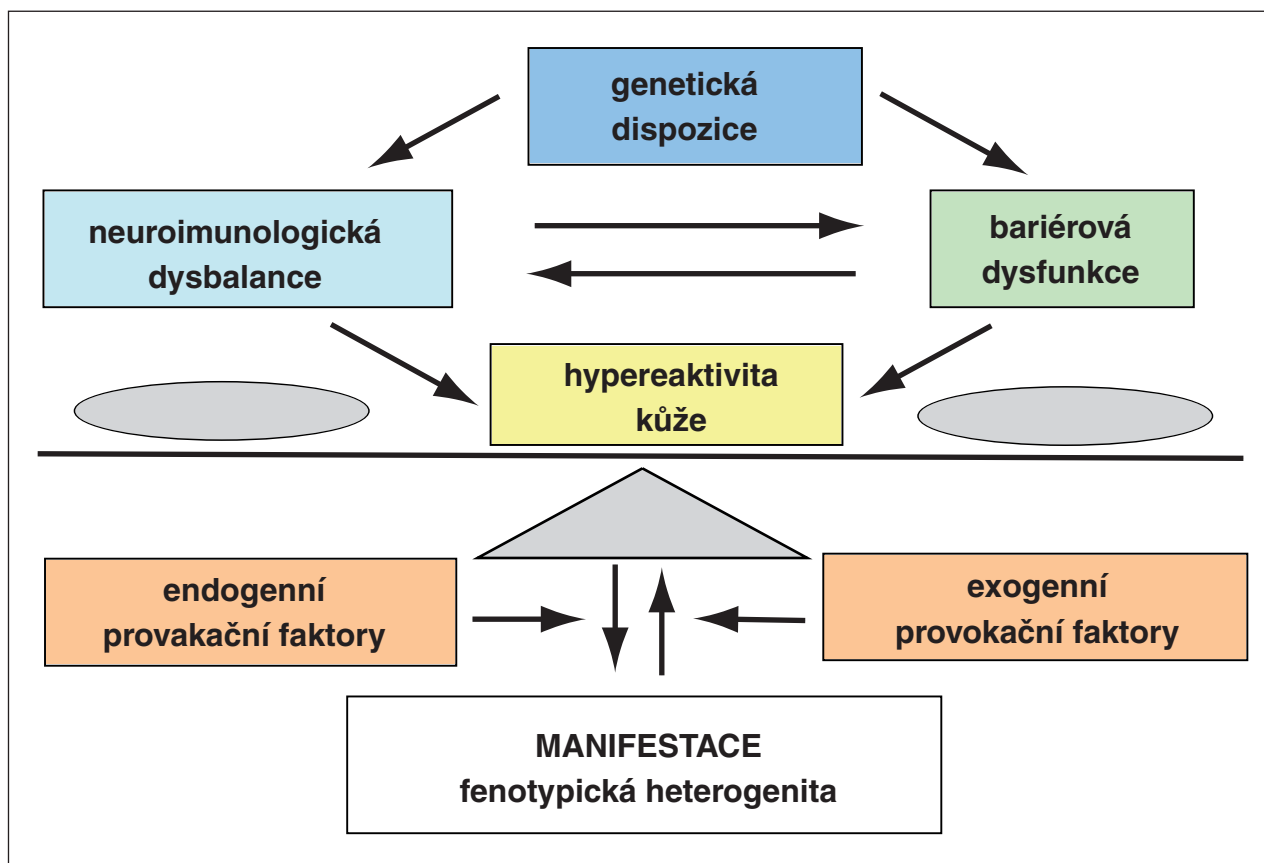 genetická
dispozice
neuroimunologická
dysbalance
bariérová
dysfunkce
hypereaktivita
kůže
endogenní
provakační faktory
exogenní
provokační faktory
MANIFESTACE
fenotypická heterogenita